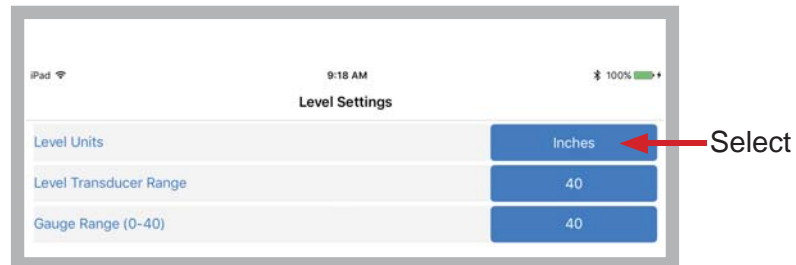 iPad 9:18 AM 100%
Level Settings
Level Units Inches Select
Level Transducer Range 40
Gauge Range (0-40) 40